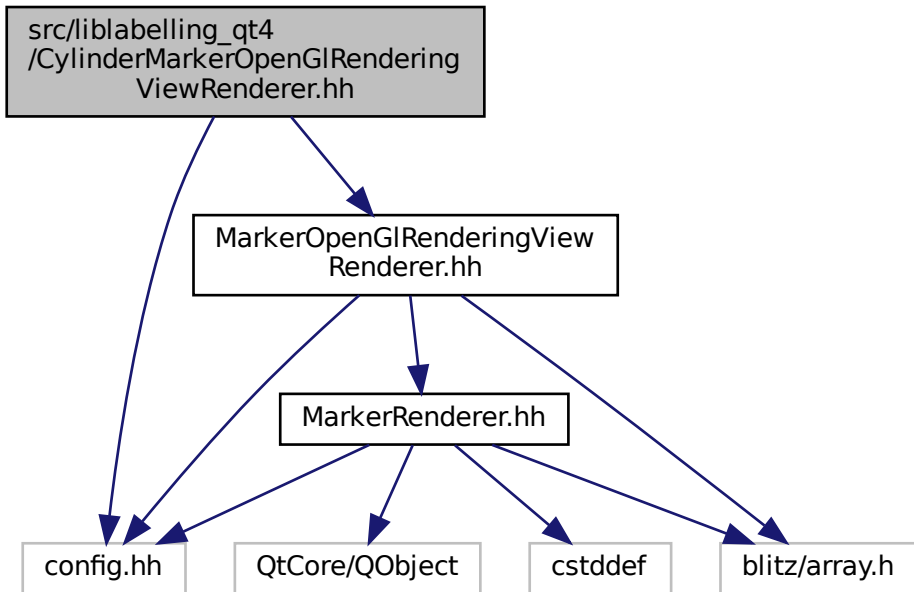 src/liblabelling_qt4
/CylinderMarkerOpenGlRendering
ViewRenderer.hh
MarkerOpenGlRenderingView
Renderer.hh
MarkerRenderer.hh
config.hh
QtCore/QObject
cstddef
blitz/array.h